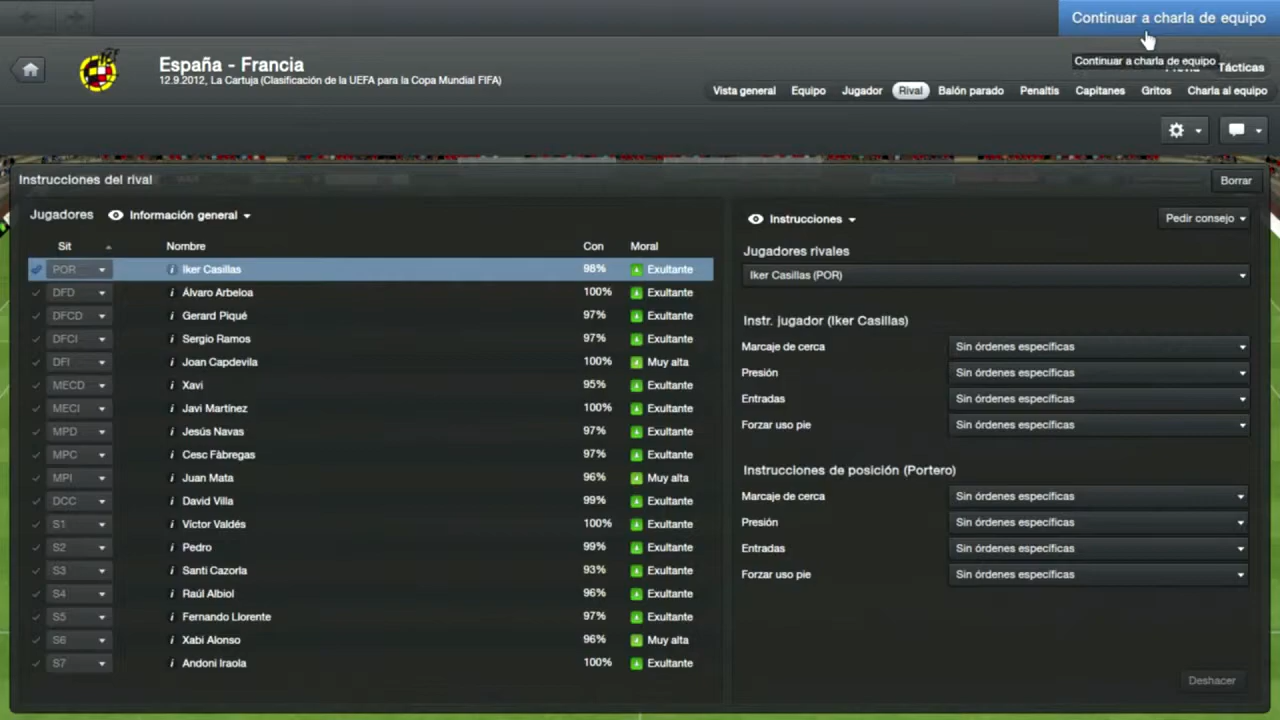 Continuar a charla de equipo
España - Francia
12.9.2012, La Cartuja (Clasificación de la UEFA para la Copa Mundial FIFA)
Continuar a charla de equipo
Tácticas
Vista general Equipo Jugador Rival Balón parado Penaltis Capitanes Gritos Charla al equipo
Instrucciones del rival
Borrar
Jugadores Información general
Instrucciones
Pedir consejo
Sit Nombre Con Moral
POR Iker Casillas 98% Exultante
DFD Álvaro Arbeloa 100% Exultante
DFCD Gerard Piqué 97% Exultante
DFCI Sergio Ramos 97% Exultante
DFI Joan Capdevila 100% Muy alta
MECD Xavi 95% Exultante
MECI Javi Martínez 100% Exultante
MPD Jesús Navas 97% Exultante
MPC Cesc Fàbregas 97% Exultante
MPI Juan Mata 96% Muy alta
DCC David Villa 99% Exultante
S1 Víctor Valdés 100% Exultante
S2 Pedro 99% Exultante
S3 Santi Cazorla 93% Exultante
S4 Raúl Albiol 96% Exultante
S5 Fernando Llorente 97% Exultante
S6 Xabi Alonso 96% Muy alta
S7 Andoni Iraola 100% Exultante
Jugadores rivales
Iker Casillas (POR)
Instr. jugador (Iker Casillas)
Marcaje de cerca Sin órdenes específicas
Presión Sin órdenes específicas
Entradas Sin órdenes específicas
Forzar uso pie Sin órdenes específicas
Instrucciones de posición (Portero)
Marcaje de cerca Sin órdenes específicas
Presión Sin órdenes específicas
Entradas Sin órdenes específicas
Forzar uso pie Sin órdenes específicas
Deshacer